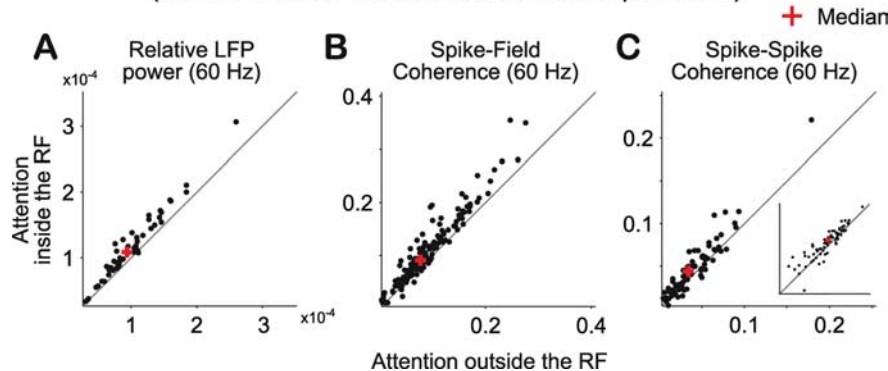 + Median
A
Relative LFP
power (60 Hz)
B
Spike-Field
Coherence (60 Hz)
C
Spike-Spike
Coherence (60 Hz)
x10-4
3
2
1
Attention
inside the RF
1
2
3
x10-4
0.4
0.2
0.2
0.4
0.2
0.1
0.1
0.2
Attention outside the RF